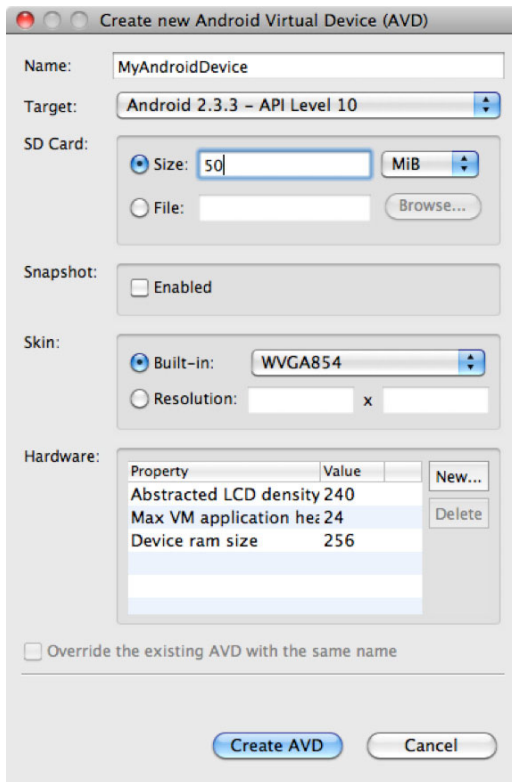 Create new Android Virtual Device (AVD)
Name: MyAndroidDevice
Target: Android 2.3.3 – API Level 10
SD Card:
Size: 50 MiB
File: Browse...
Snapshot:
Enabled
Skin:
Built-in: WVGA854
Resolution: x
Hardware:
Property Value New...
Abstracted LCD density 240
Max VM application hea 24 Delete
Device ram size 256
Override the existing AVD with the same name
Create AVD Cancel